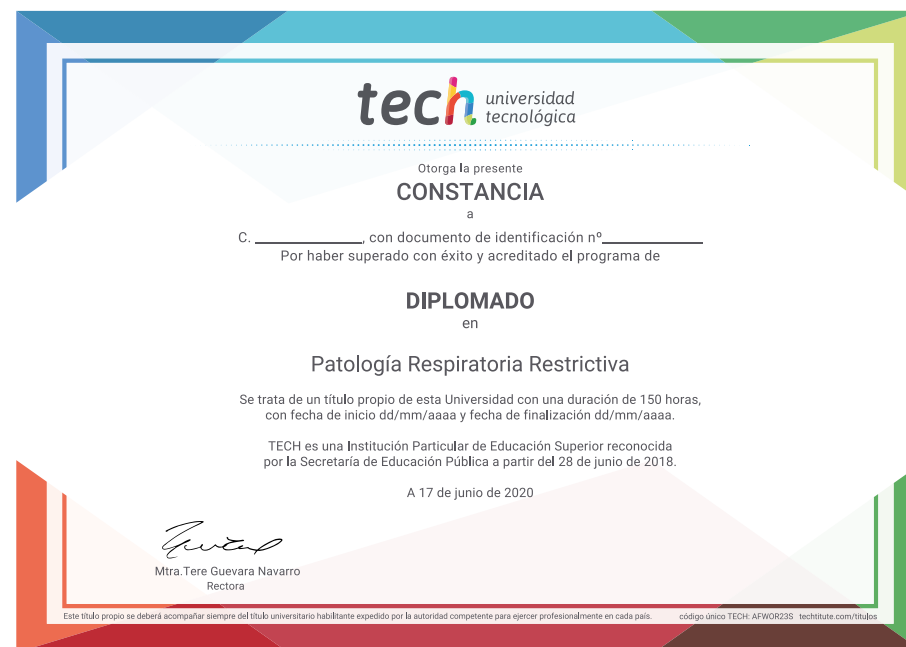 tech universidad
tecnológica
Otorga la presente
CONSTANCIA
a
C. ______________, con documento de identificación nº_____________
Por haber superado con éxito y acreditado el programa de
DIPLOMADO
en
Patología Respiratoria Restrictiva
Se trata de un título propio de esta Universidad con una duración de 150 horas,
con fecha de inicio dd/mm/aaaa y fecha de finalización dd/mm/aaaa.
TECH es una Institución Particular de Educación Superior reconocida
por la Secretaría de Educación Pública a partir del 28 de junio de 2018.
A 17 de junio de 2020
Mtra.Tere Guevara Navarro
Rectora
Este título propio se deberá acompañar siempre del título universitario habilitante expedido por la autoridad competente para ejercer profesionalmente en cada país. código único TECH: AFWOR23S techtitute.com/titulos